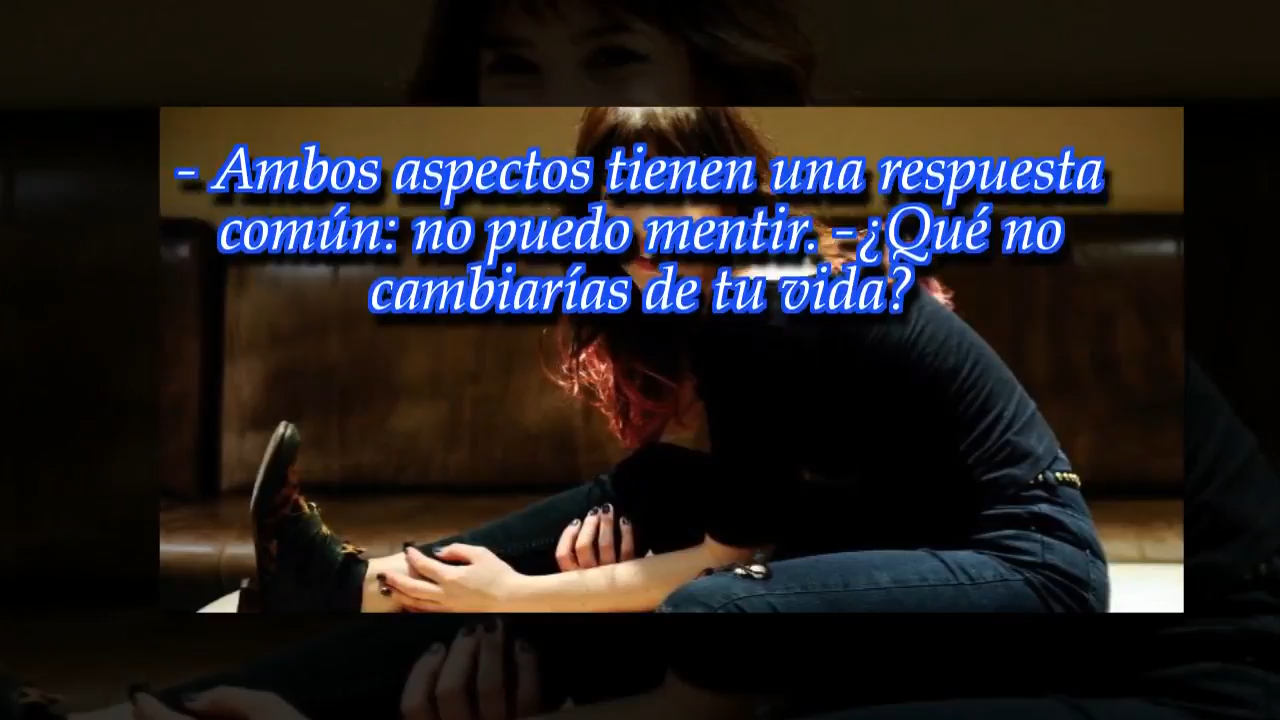 - Ambos aspectos tienen una respuesta
común: no puedo mentir. -¿Qué no
cambiarías de tu vida?